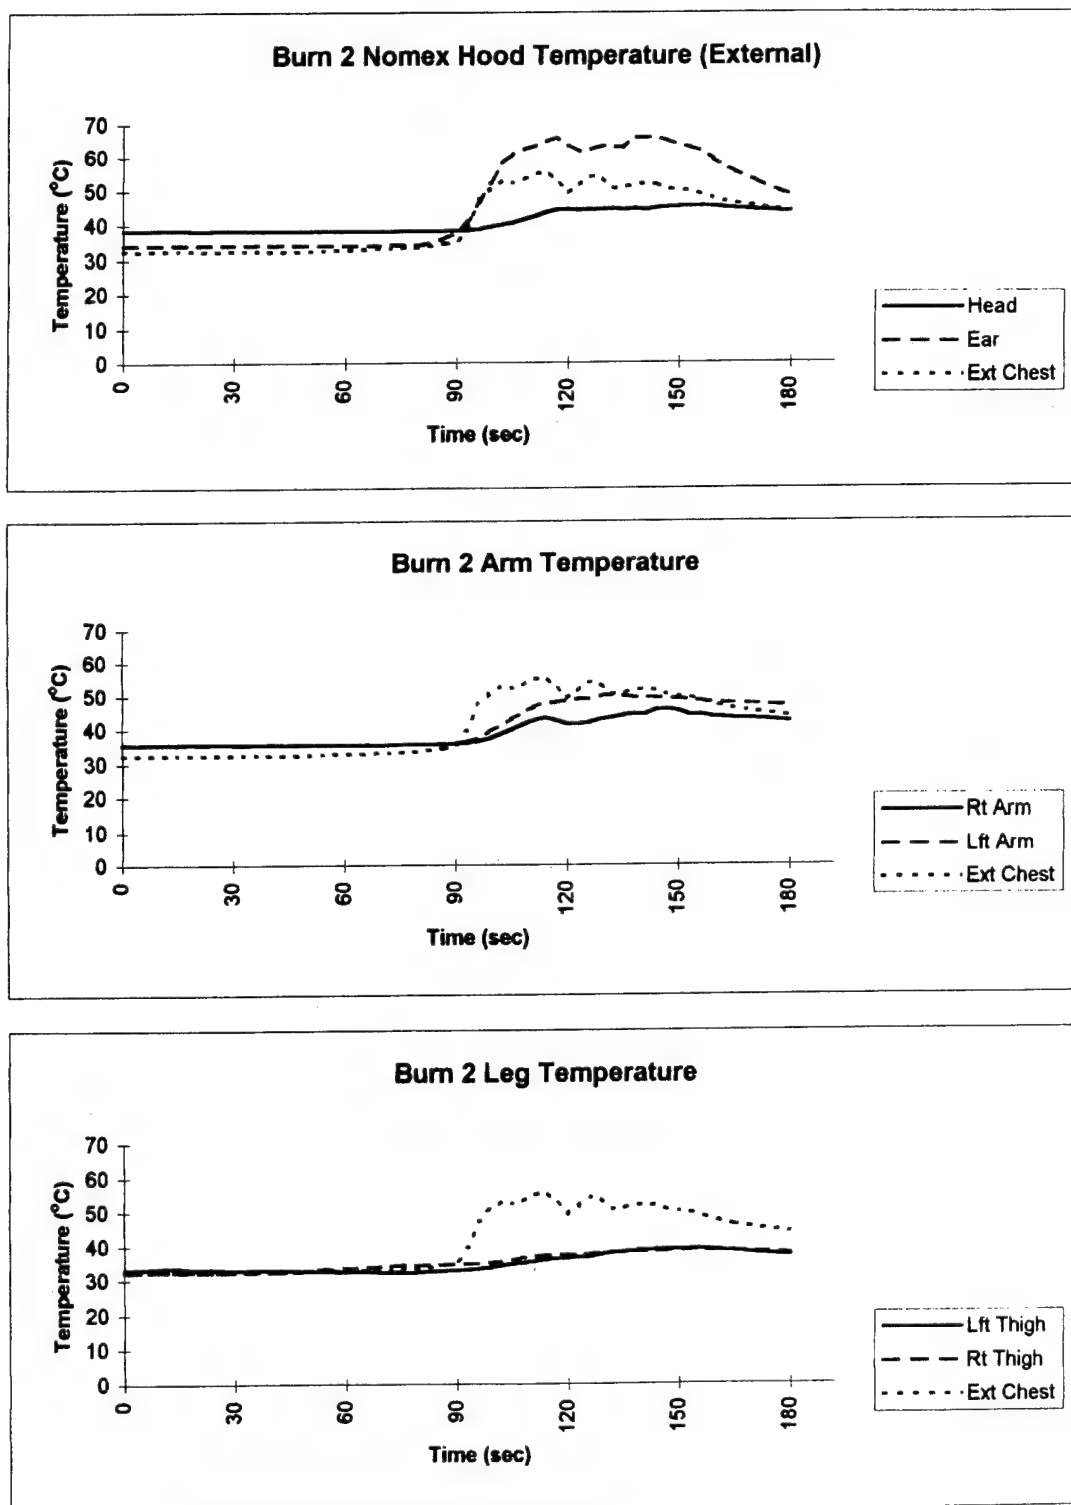 Burn 2 Nomex Hood Temperature (External)
Temperature (°C)
70
60
50
40
30
20
10
0
0 30 60 90 120 150 180
Time (sec)
Head
Ear
Ext Chest
Burn 2 Arm Temperature
Temperature (°C)
70
60
50
40
30
20
10
0
0 30 60 90 120 150 180
Time (sec)
Rt Arm
Lft Arm
Ext Chest
Burn 2 Leg Temperature
Temperature (°C)
70
60
50
40
30
20
10
0
0 30 60 90 120 150 180
Time (sec)
Lft Thigh
Rt Thigh
Ext Chest